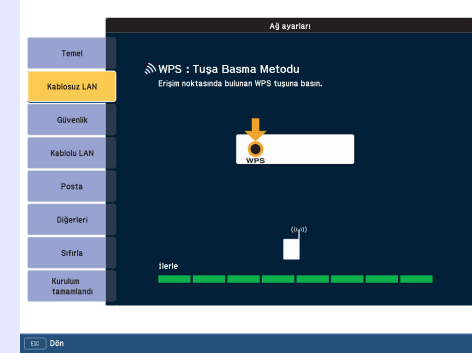 Ağ ayarları
Temel
Kablosuz LAN
Güvenlik
Kablolu LAN
Posta
Diğerleri
Sıfırla
Kurulum
tamamlandı
WPS : Tuşa Basma Metodu
Erişim noktasında bulunan WPS tuşuna basın.
WPS
İlerle
ESC Dön